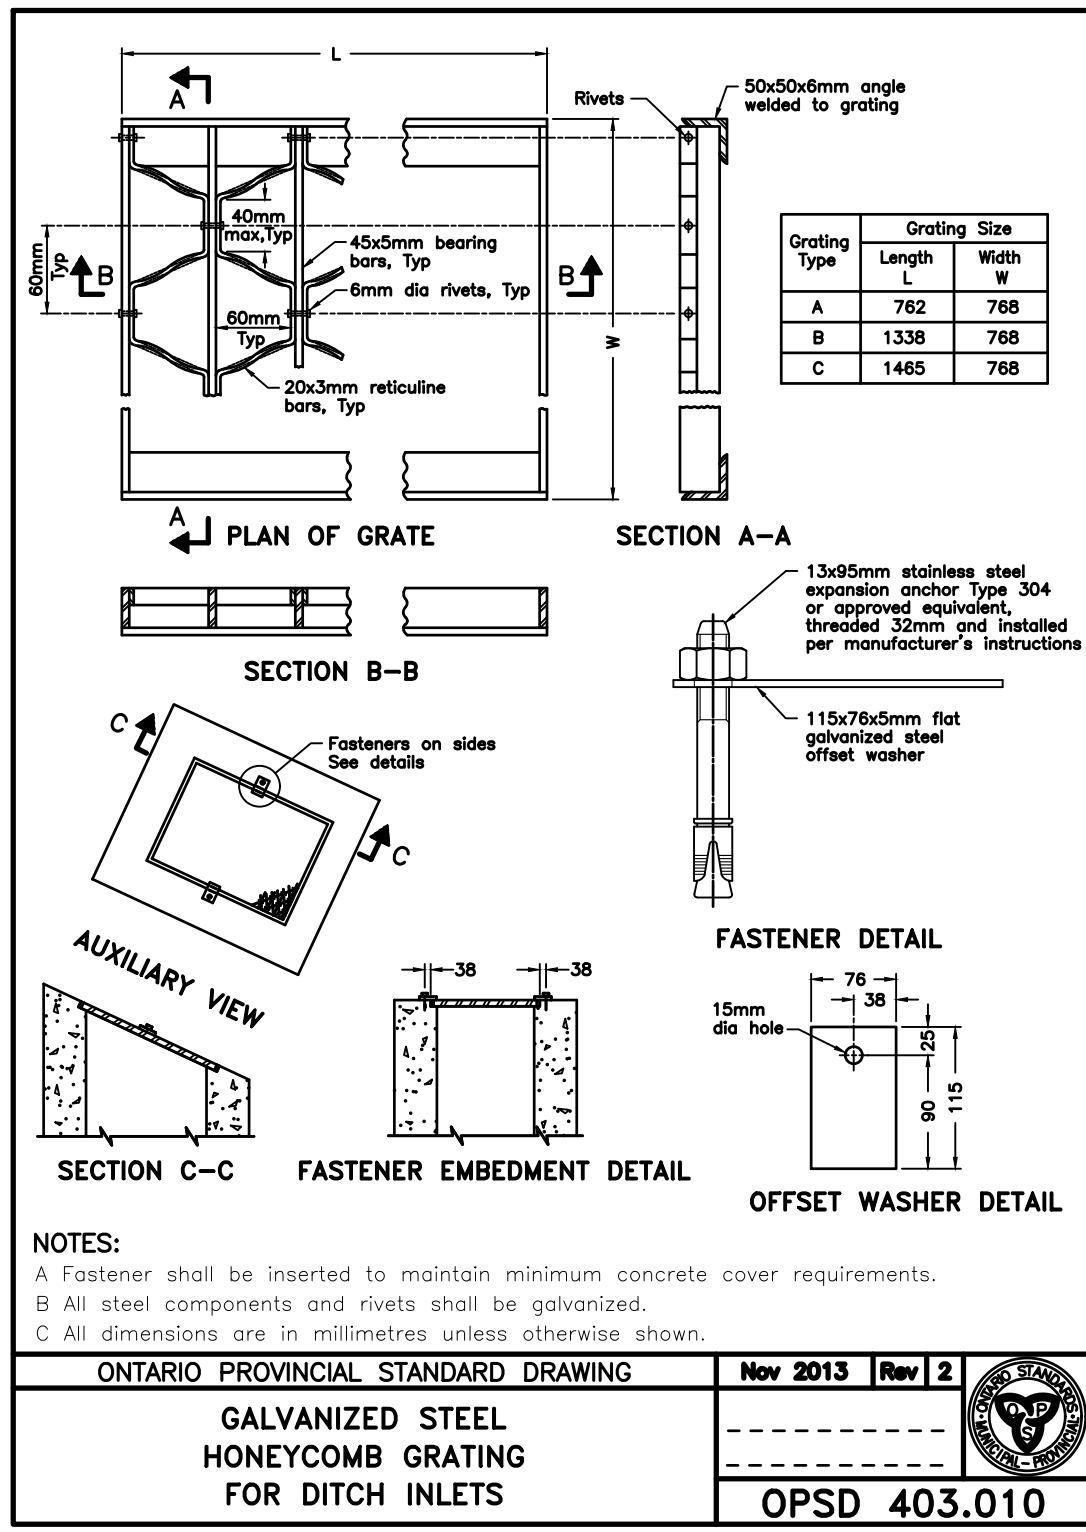 L
A
Rivets
50x50x6mm angle
welded to grating
40mm
max,Typ
60mm
Typ
B
45x5mm bearing
bars, Typ
B
6mm dia rivets, Typ
60mm
Typ
W
20x3mm reticuline
bars, Typ
Grating
Type
Grating Size
Length
L
Width
W
A 762 768
B 1338 768
C 1465 768
A
PLAN OF GRATE
SECTION A-A
SECTION B-B
13x95mm stainless steel
expansion anchor Type 304
or approved equivalent,
threaded 32mm and installed
per manufacturer's instructions
115x76x5mm flat
galvanized steel
offset washer
FASTENER DETAIL
C
Fasteners on sides
See details
C
AUXILIARY VIEW
SECTION C-C
38 38
FASTENER EMBEDMENT DETAIL
76
38
15mm
dia hole
25
90
115
OFFSET WASHER DETAIL
NOTES:
A Fastener shall be inserted to maintain minimum concrete cover requirements.
B All steel components and rivets shall be galvanized.
C All dimensions are in millimetres unless otherwise shown.
ONTARIO PROVINCIAL STANDARD DRAWING
Nov 2013 Rev 2
GALVANIZED STEEL
HONEYCOMB GRATING
FOR DITCH INLETS
ONTARIO STANDARDS
MUNICIPAL - PROVINCIAL
O P
S
OPSD 403.010